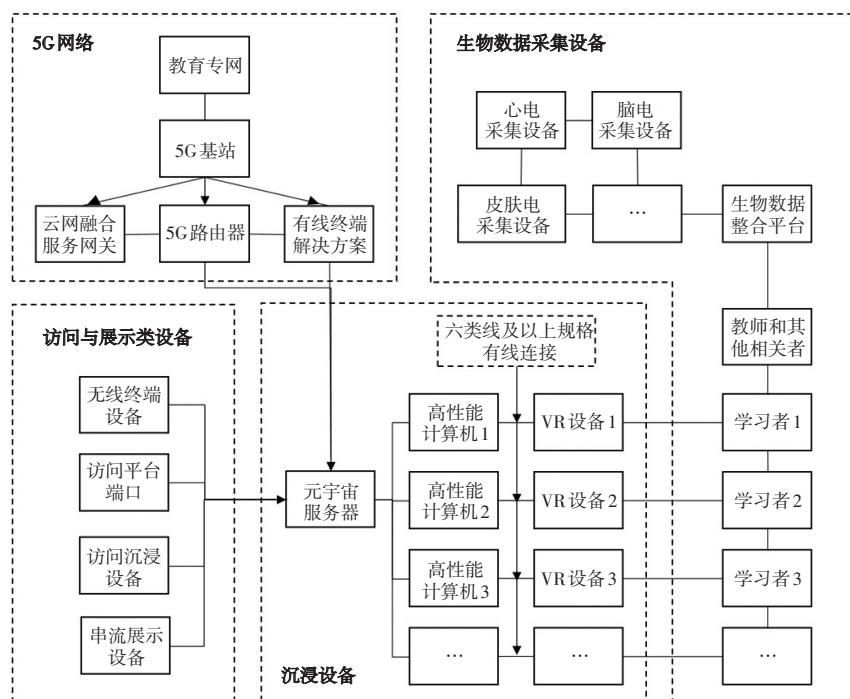 5G网络
教育专网
5G基站
云网融合
服务网关
5G路由器
有线终端
解决方案
生物数据采集设备
心电
采集设备
脑电
采集设备
皮肤电
采集设备
…
生物数据
整合平台
教师和其
他相关者
学习者1
学习者2
学习者3
…
访问与展示类设备
无线终端
设备
访问平台
端口
访问沉浸
设备
串流展示
设备
六类线及以上规格
有线连接
元宇宙
服务器
高性能
计算机1
VR设备1
高性能
计算机2
VR设备2
高性能
计算机3
VR设备3
…
…
沉浸设备